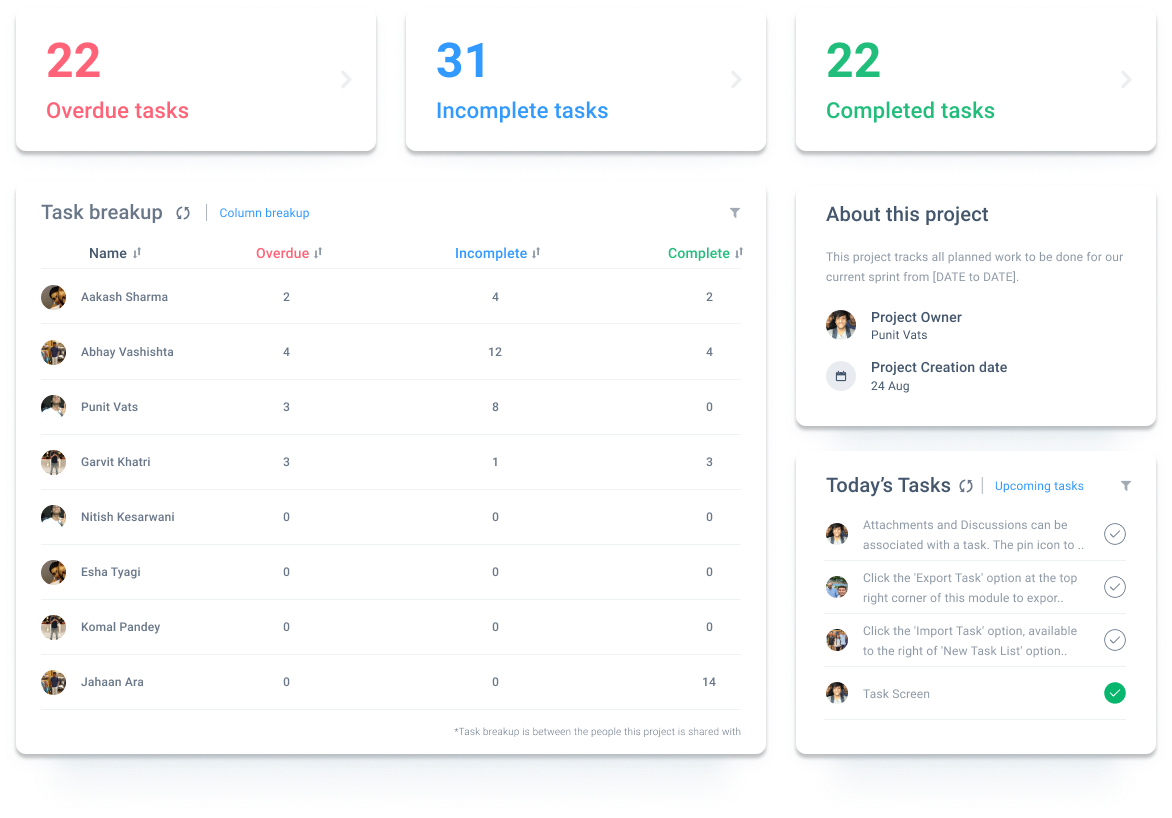 22
Overdue tasks
31
Incomplete tasks
22
Completed tasks
Task breakup Column breakup
Name Overdue Incomplete Complete
Aakash Sharma 2 4 2
Abhay Vashishta 4 12 4
Punit Vats 3 8 0
Garvit Khatri 3 1 3
Nitish Kesarwani 0 0 0
Esha Tyagi 0 0 0
Komal Pandey 0 0 0
Jahaan Ara 0 0 14
*Task breakup is between the people this project is shared with
About this project
This project tracks all planned work to be done for our
current sprint from [DATE to DATE].
Project Owner
Punit Vats
Project Creation date
24 Aug
Today’s Tasks Upcoming tasks
Attachments and Discussions can be
associated with a task. The pin icon to ..
Click the 'Export Task' option at the top
right corner of this module to expor..
Click the 'Import Task' option, available
to the right of 'New Task List' option..
Task Screen